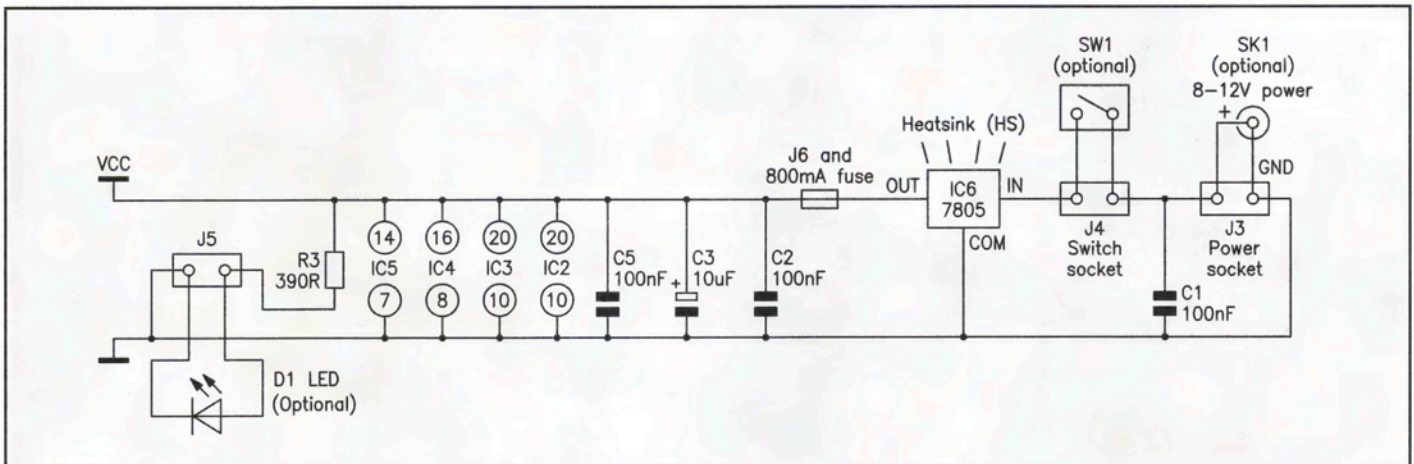 SW1
(optional)
SK1
(optional)
8-12V power
+
GND
Heatsink (HS)
J6 and
800mA fuse
OUT
IC6
7805
IN
COM
J4
Switch
socket
J3
Power
socket
VCC
J5
R3
390R
14
IC5
7
16
IC4
8
20
IC3
10
20
IC2
10
C5
100nF
C3
10uF
+
C2
100nF
C1
100nF
D1 LED
(Optional)